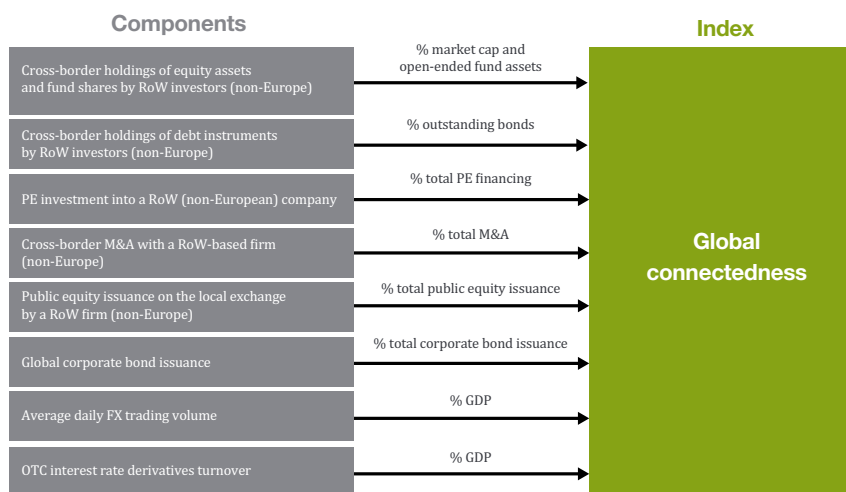 Components
Index
Cross-border holdings of equity assets
and fund shares by RoW investors (non-Europe)
% market cap and
open-ended fund assets
Cross-border holdings of debt instruments
by RoW investors (non-Europe)
% outstanding bonds
PE investment into a RoW (non-European) company
% total PE financing
Cross-border M&A with a RoW-based firm
(non-Europe)
% total M&A
Public equity issuance on the local exchange
by a RoW firm (non-Europe)
% total public equity issuance
Global corporate bond issuance
% total corporate bond issuance
Average daily FX trading volume
% GDP
OTC interest rate derivatives turnover
% GDP
Global
connectedness